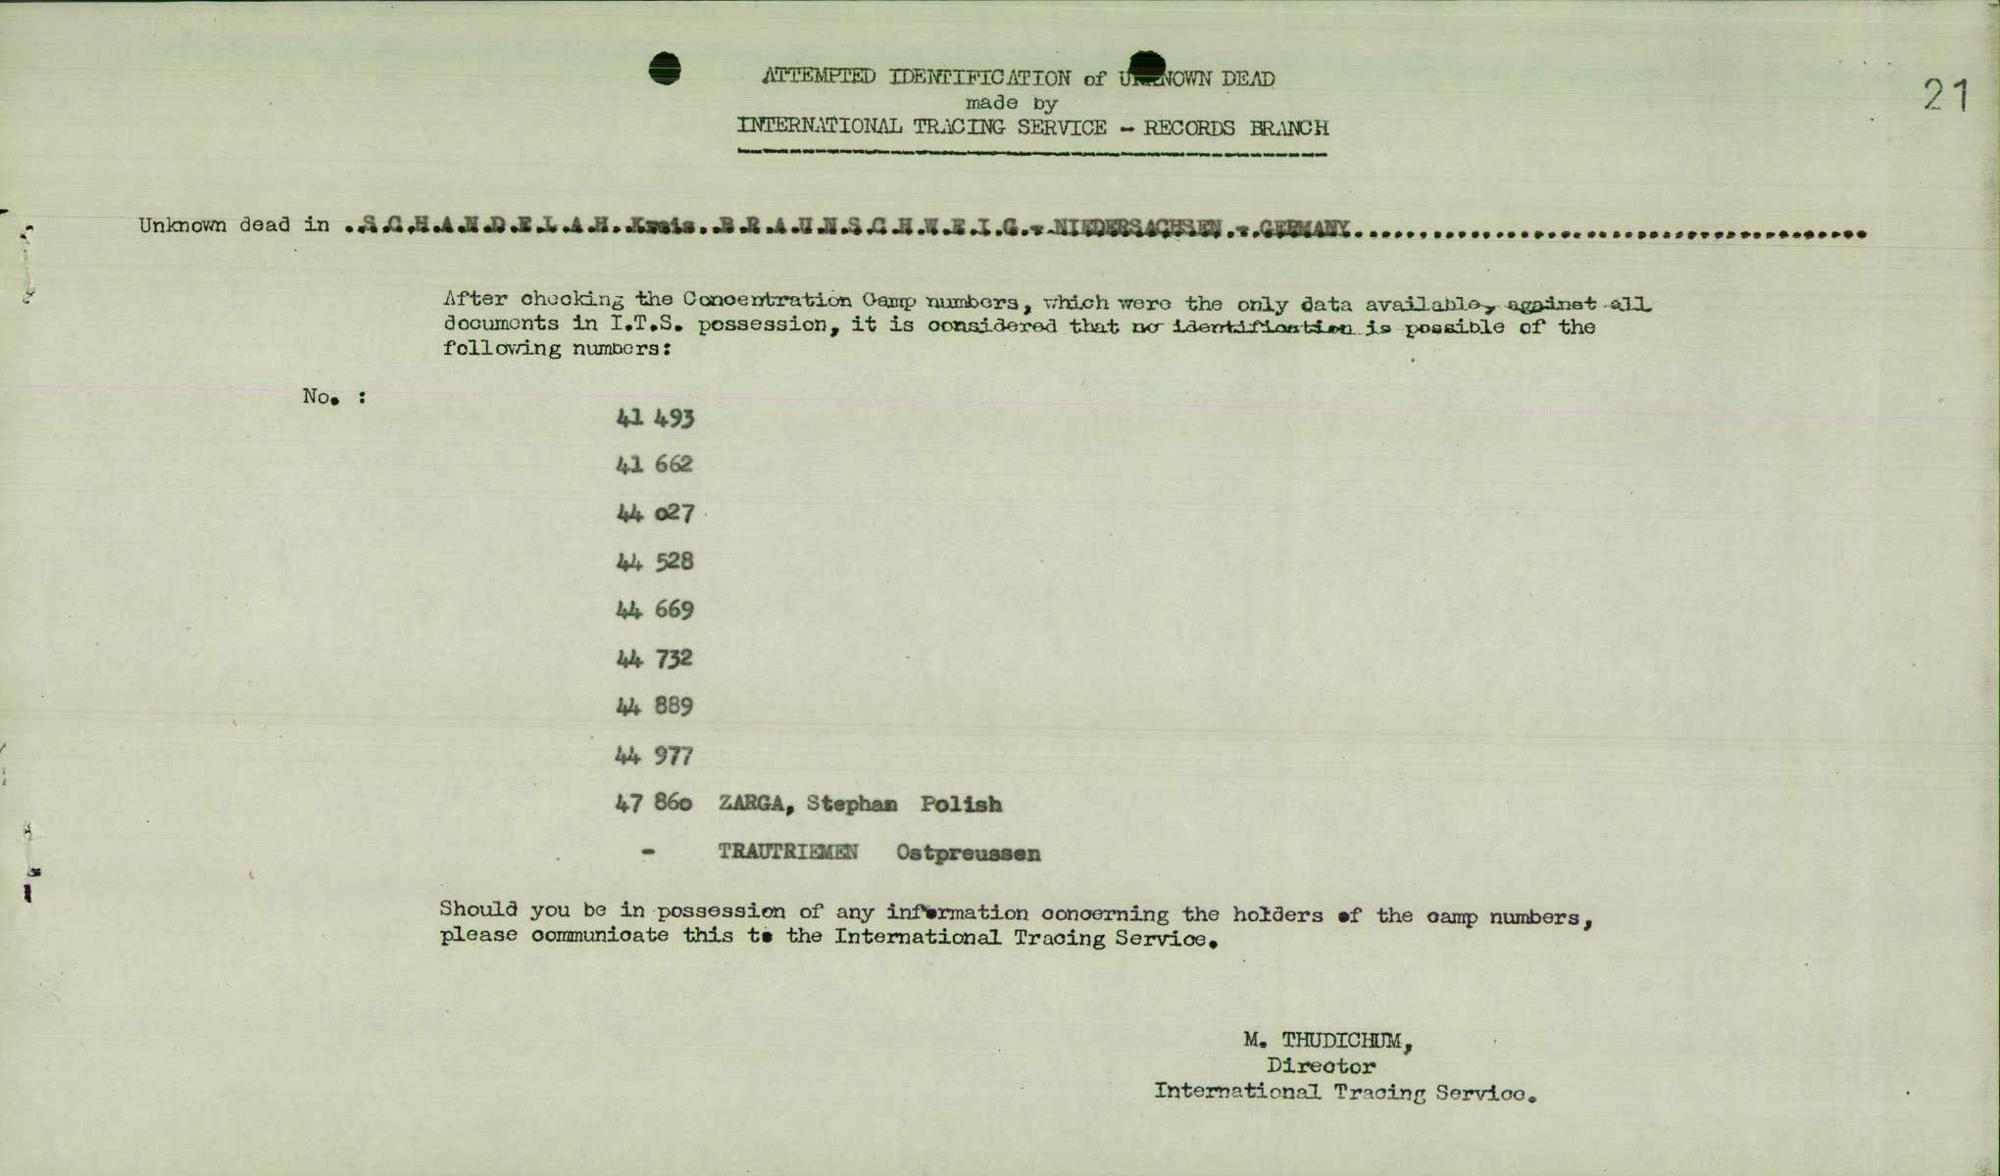 ATTEMPTED IDENTIFICATION of UNKNOWN DEAD
21
made by
INTERNATIONAL TRACING SERVICE - RECORDS BRANCH
Unknown dead in ..S.C.H.A.N.D.E.L.A.H..Kreis..B.R.A.U.N.S.C.H.W.E.I.G.-.NIEDERSACHSEN.-.GERMANY..................................................
After checking the Concentration Camp numbers, which were the only data available, against all
documents in I.T.S. possession, it is considered that no identification is possible of the
following numbers:
No. :
41 493
41 662
44 027
44 528
44 669
44 732
44 889
44 977
47 860 ZARGA, Stephan Polish
- TRAUTRIEMEN Ostpreussen
Should you be in possession of any information concerning the holders of the camp numbers,
please communicate this to the International Tracing Service.
M. THUDICHUM,
Director
International Tracing Service.